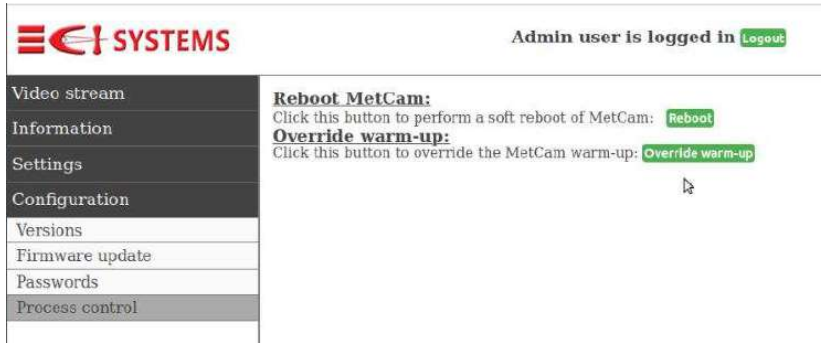 ECI SYSTEMS
Admin user is logged in Logout
Video stream
Information
Settings
Configuration
Versions
Firmware update
Passwords
Process control
Reboot MetCam:
Click this button to perform a soft reboot of MetCam: Reboot
Override warm-up:
Click this button to override the MetCam warm-up: Override warm-up